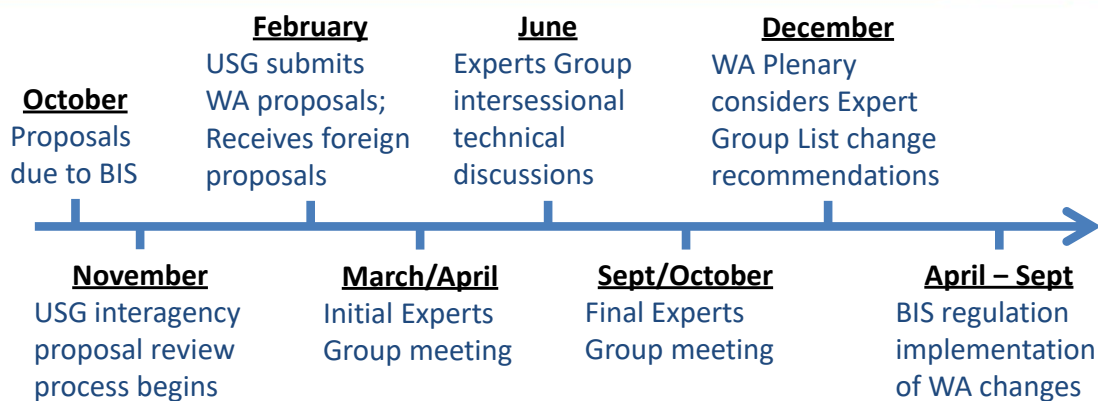 October
Proposals
due to BIS
November
USG interagency
proposal review
process begins
February
USG submits
WA proposals;
Receives foreign
proposals
March/April
Initial Experts
Group meeting
June
Experts Group
intersessional
technical
discussions
Sept/October
Final Experts
Group meeting
December
WA Plenary
considers Expert
Group List change
recommendations
April – Sept
BIS regulation
implementation
of WA changes